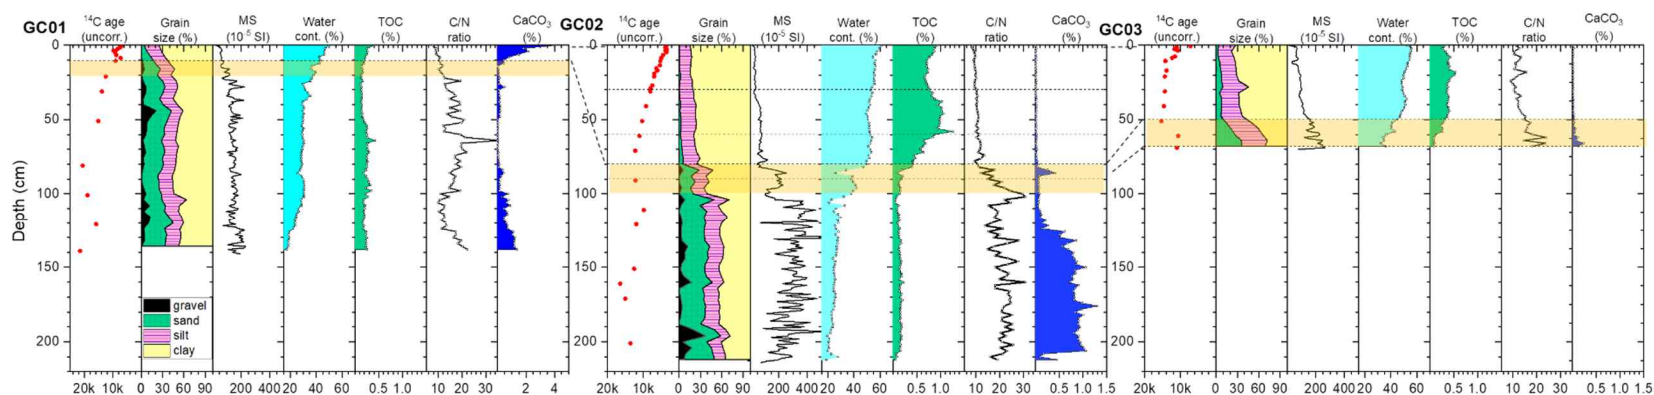 GC01
¹⁴C age
(uncorr.)
Grain
size (%)
MS
(10⁻⁵ SI)
Water
cont. (%)
TOC
(%)
C/N
ratio
CaCO₃
(%)
GC02
¹⁴C age
(uncorr.)
Grain
size (%)
MS
(10⁻⁵ SI)
Water
cont. (%)
TOC
(%)
C/N
ratio
CaCO₃
(%)
GC03
¹⁴C age
(uncorr.)
Grain
size (%)
MS
(10⁻⁵ SI)
Water
cont. (%)
TOC
(%)
C/N
ratio
CaCO₃
(%)
Depth (cm)
0
50
100
150
200
0
50
100
150
200
0
50
100
150
200
gravel
sand
silt
clay
20k 10k 0 30 60 90 200 400 20 40 60 0.5 1.0 10 20 30 2 4
20k 10k 0 30 60 90 200 400 20 40 60 0.5 1.0 10 20 30 0.5 1.0 1.5
20k 10k 0 30 60 90 200 400 20 40 60 0.5 1.0 10 20 30 0.5 1.0 1.5